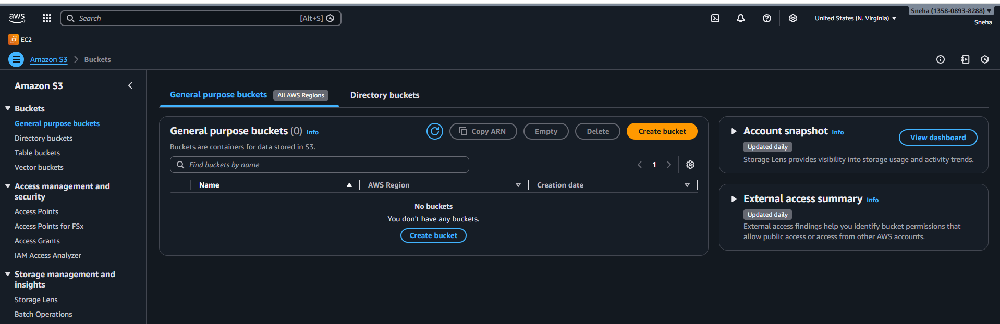 aws
Search [Alt+S]
United States (N. Virginia)
Sneha (1358-0893-8288)
Sneha
EC2
Amazon S3 Buckets
Amazon S3
Buckets
General purpose buckets
Directory buckets
Table buckets
Vector buckets
Access management and
security
Access Points
Access Points for FSx
Access Grants
IAM Access Analyzer
Storage management and
insights
Storage Lens
Batch Operations
General purpose buckets All AWS Regions Directory buckets
General purpose buckets (0) Info
Copy ARN Empty Delete Create bucket
Buckets are containers for data stored in S3.
Find buckets by name
1
Name AWS Region Creation date
No buckets
You don't have any buckets.
Create bucket
Account snapshot Info
View dashboard
Updated daily
Storage Lens provides visibility into storage usage and activity trends.
External access summary Info
Updated daily
External access findings help you identify bucket permissions that
allow public access or access from other AWS accounts.